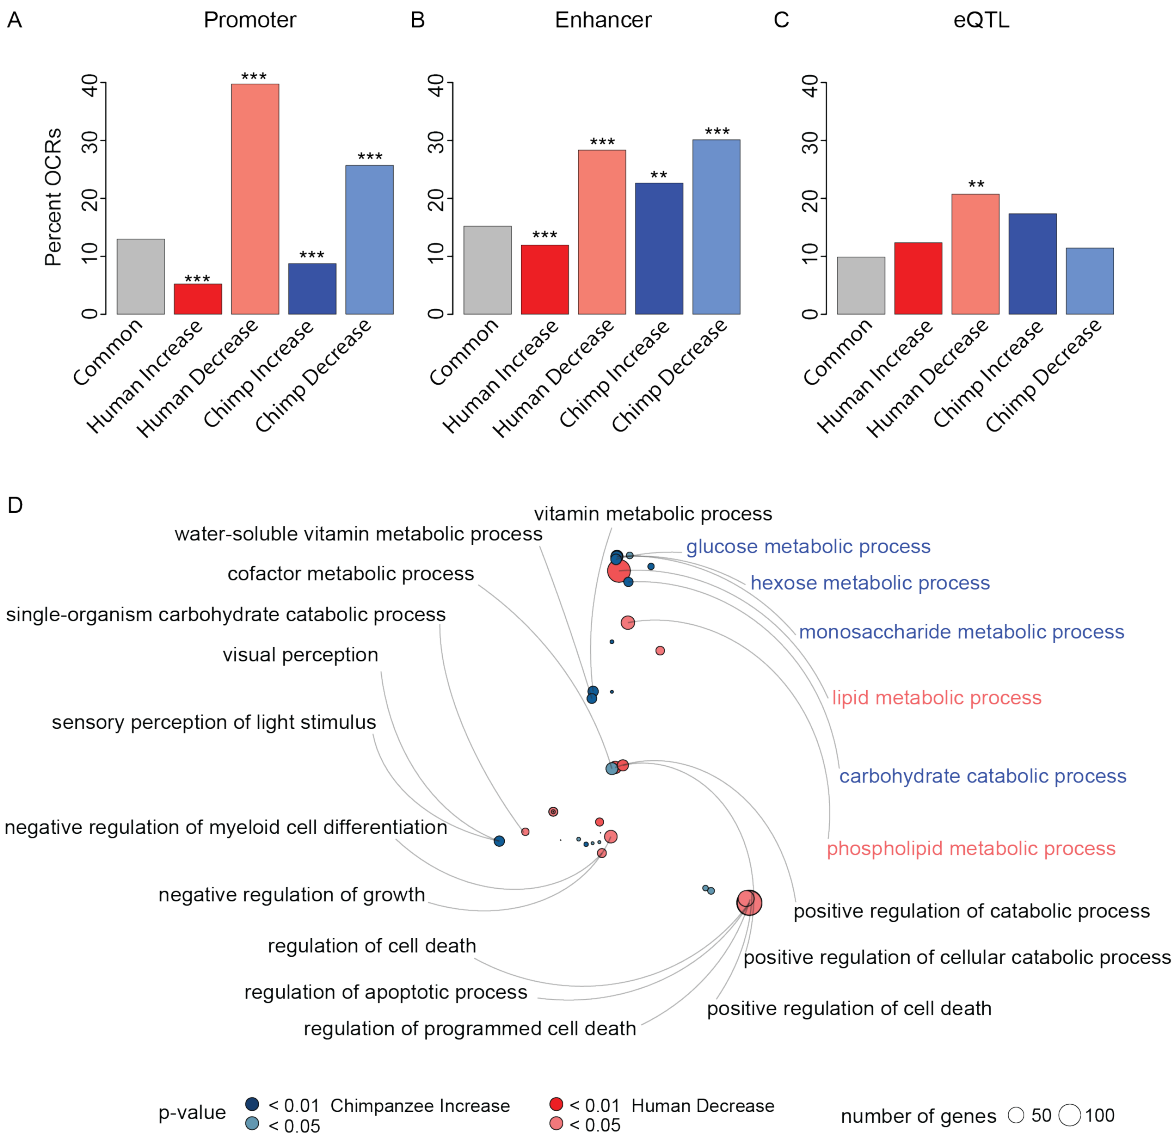 A Promoter B Enhancer C eQTL
Percent OCRs
0 10 20 30 40
*** *** *** ***
Common
Human Increase
Human Decrease
Chimp Increase
Chimp Decrease
0 10 20 30 40
*** *** ** ***
Common
Human Increase
Human Decrease
Chimp Increase
Chimp Decrease
0 10 20 30 40
**
Common
Human Increase
Human Decrease
Chimp Increase
Chimp Decrease
D
vitamin metabolic process
water-soluble vitamin metabolic process
glucose metabolic process
cofactor metabolic process
hexose metabolic process
single-organism carbohydrate catabolic process
monosaccharide metabolic process
visual perception
lipid metabolic process
sensory perception of light stimulus
carbohydrate catabolic process
negative regulation of myeloid cell differentiation
phospholipid metabolic process
negative regulation of growth
positive regulation of catabolic process
regulation of cell death
positive regulation of cellular catabolic process
regulation of apoptotic process
positive regulation of cell death
regulation of programmed cell death
p-value
< 0.01 Chimpanzee Increase
< 0.05
< 0.01 Human Decrease
< 0.05
number of genes 50 100